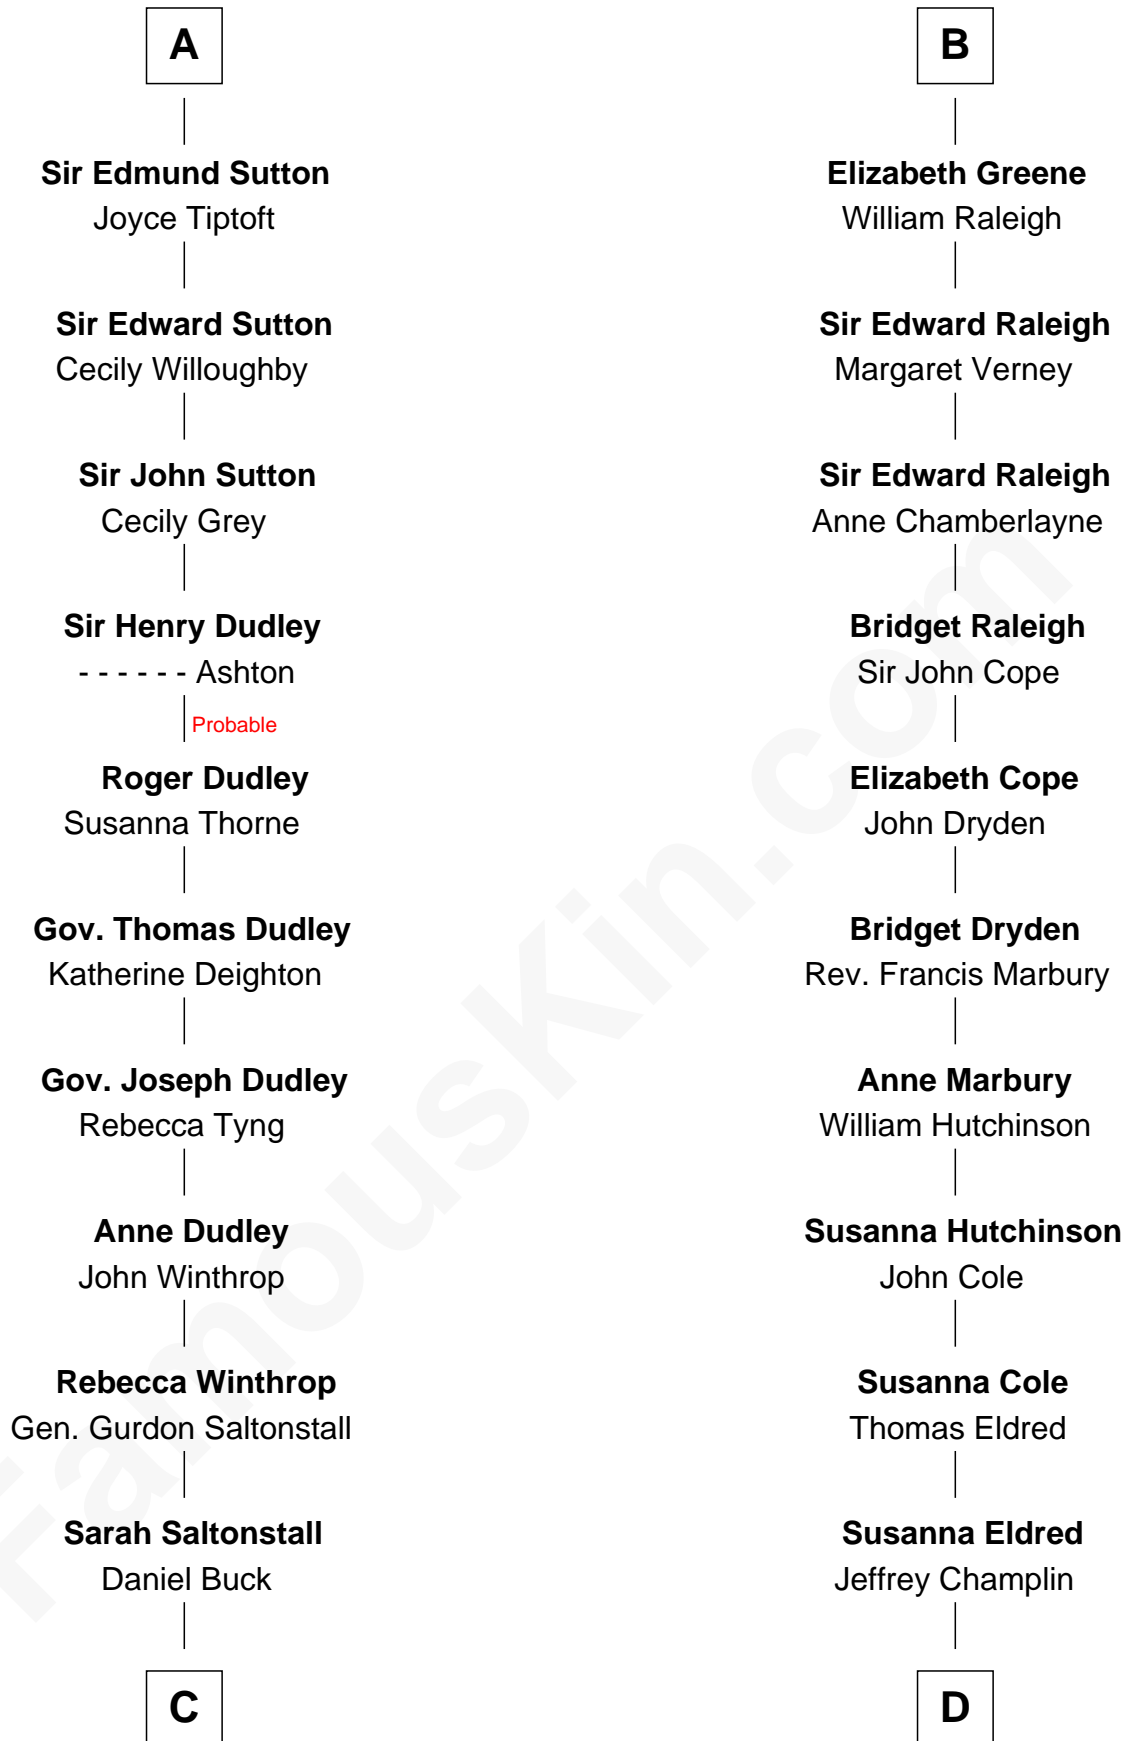 A
Sir Edmund Sutton
Joyce Tiptoft
Sir Edward Sutton
Cecily Willoughby
Sir John Sutton
Cecily Grey
Sir Henry Dudley
- - - - - - Ashton
Probable
Roger Dudley
Susanna Thorne
Gov. Thomas Dudley
Katherine Deighton
Gov. Joseph Dudley
Rebecca Tyng
Anne Dudley
John Winthrop
Rebecca Winthrop
Gen. Gurdon Saltonstall
Sarah Saltonstall
Daniel Buck
C
B
Elizabeth Greene
William Raleigh
Sir Edward Raleigh
Margaret Verney
Sir Edward Raleigh
Anne Chamberlayne
Bridget Raleigh
Sir John Cope
Elizabeth Cope
John Dryden
Bridget Dryden
Rev. Francis Marbury
Anne Marbury
William Hutchinson
Susanna Hutchinson
John Cole
Susanna Cole
Thomas Eldred
Susanna Eldred
Jeffrey Champlin
D
FamousKin.com